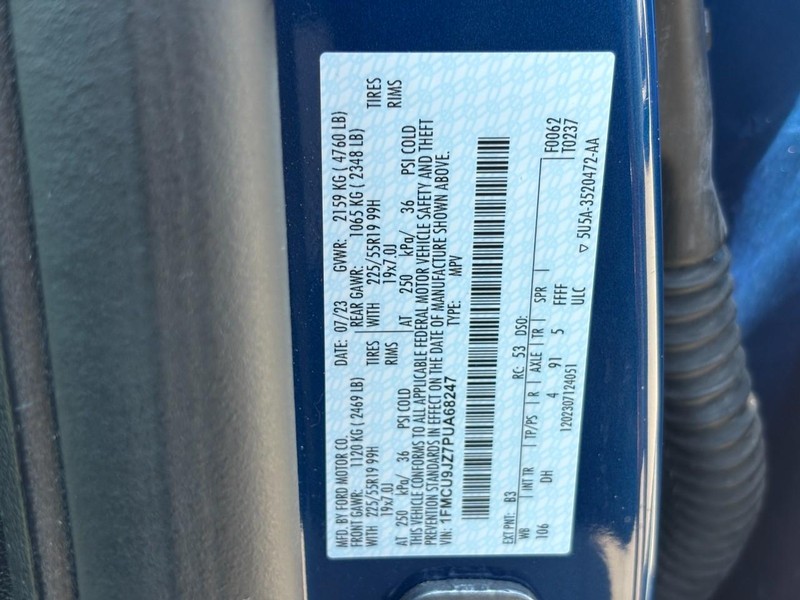 MFD. BY FORD MOTOR CO. DATE: 07/23 GVWR: 2159 KG ( 4760 LB)
FRONT GAWR: 1120 KG ( 2469 LB) REAR GAWR: 1065 KG ( 2348 LB)
WITH 225/55R19 99H TIRES WITH 225/55R19 99H TIRES
19x7.0J RIMS 19x7.0J RIMS
AT 250 kPa/ 36 PSI COLD AT 250 kPa/ 36 PSI COLD
THIS VEHICLE CONFORMS TO ALL APPLICABLE FEDERAL MOTOR VEHICLE SAFETY AND THEFT
PREVENTION STANDARDS IN EFFECT ON THE DATE OF MANUFACTURE SHOWN ABOVE.
VIN: 1FMCU9JZ7PUA68247 TYPE: MPV
EXT PNT: B3 RC: 53 DSO: F0062
T0237
WB INT TR TP/PS R AXLE TR SPR
106 DH 4 91 5 FFFF
ULC
1202307124051 ▽ 5U5A-3520472-AA